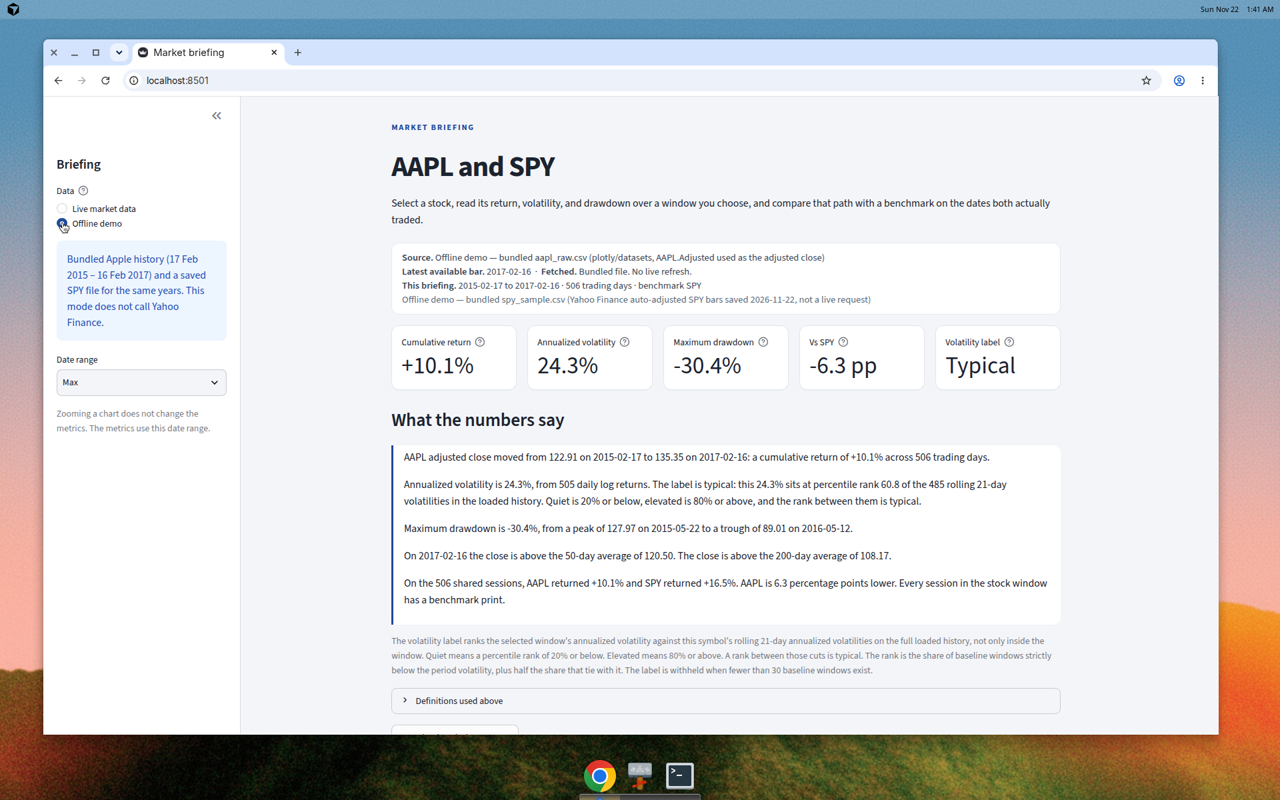 Sun Nov 22 1:41 AM
Market briefing
localhost:8501
Briefing
Data
Live market data
Offline demo
Bundled Apple history (17 Feb
2015 – 16 Feb 2017) and a saved
SPY file for the same years. This
mode does not call Yahoo
Finance.
Date range
Max
Zooming a chart does not change the
metrics. The metrics use this date range.
MARKET BRIEFING
AAPL and SPY
Select a stock, read its return, volatility, and drawdown over a window you choose, and compare that path with a benchmark on the dates both actually
traded.
Source. Offline demo — bundled aapl_raw.csv (plotly/datasets, AAPL.Adjusted used as the adjusted close)
Latest available bar. 2017-02-16 · Fetched. Bundled file. No live refresh.
This briefing. 2015-02-17 to 2017-02-16 · 506 trading days · benchmark SPY
Offline demo — bundled spy_sample.csv (Yahoo Finance auto-adjusted SPY bars saved 2026-11-22, not a live request)
Cumulative return
+10.1%
Annualized volatility
24.3%
Maximum drawdown
-30.4%
Vs SPY
-6.3 pp
Volatility label
Typical
What the numbers say
AAPL adjusted close moved from 122.91 on 2015-02-17 to 135.35 on 2017-02-16: a cumulative return of +10.1% across 506 trading days.
Annualized volatility is 24.3%, from 505 daily log returns. The label is typical: this 24.3% sits at percentile rank 60.8 of the 485 rolling 21-day
volatilities in the loaded history. Quiet is 20% or below, elevated is 80% or above, and the rank between them is typical.
Maximum drawdown is -30.4%, from a peak of 127.97 on 2015-05-22 to a trough of 89.01 on 2016-05-12.
On 2017-02-16 the close is above the 50-day average of 120.50. The close is above the 200-day average of 108.17.
On the 506 shared sessions, AAPL returned +10.1% and SPY returned +16.5%. AAPL is 6.3 percentage points lower. Every session in the stock window
has a benchmark print.
The volatility label ranks the selected window's annualized volatility against this symbol's rolling 21-day annualized volatilities on the full loaded history, not only inside the
window. Quiet means a percentile rank of 20% or below. Elevated means 80% or above. A rank between those cuts is typical. The rank is the share of baseline windows strictly
below the period volatility, plus half the share that tie with it. The label is withheld when fewer than 30 baseline windows exist.
Definitions used above